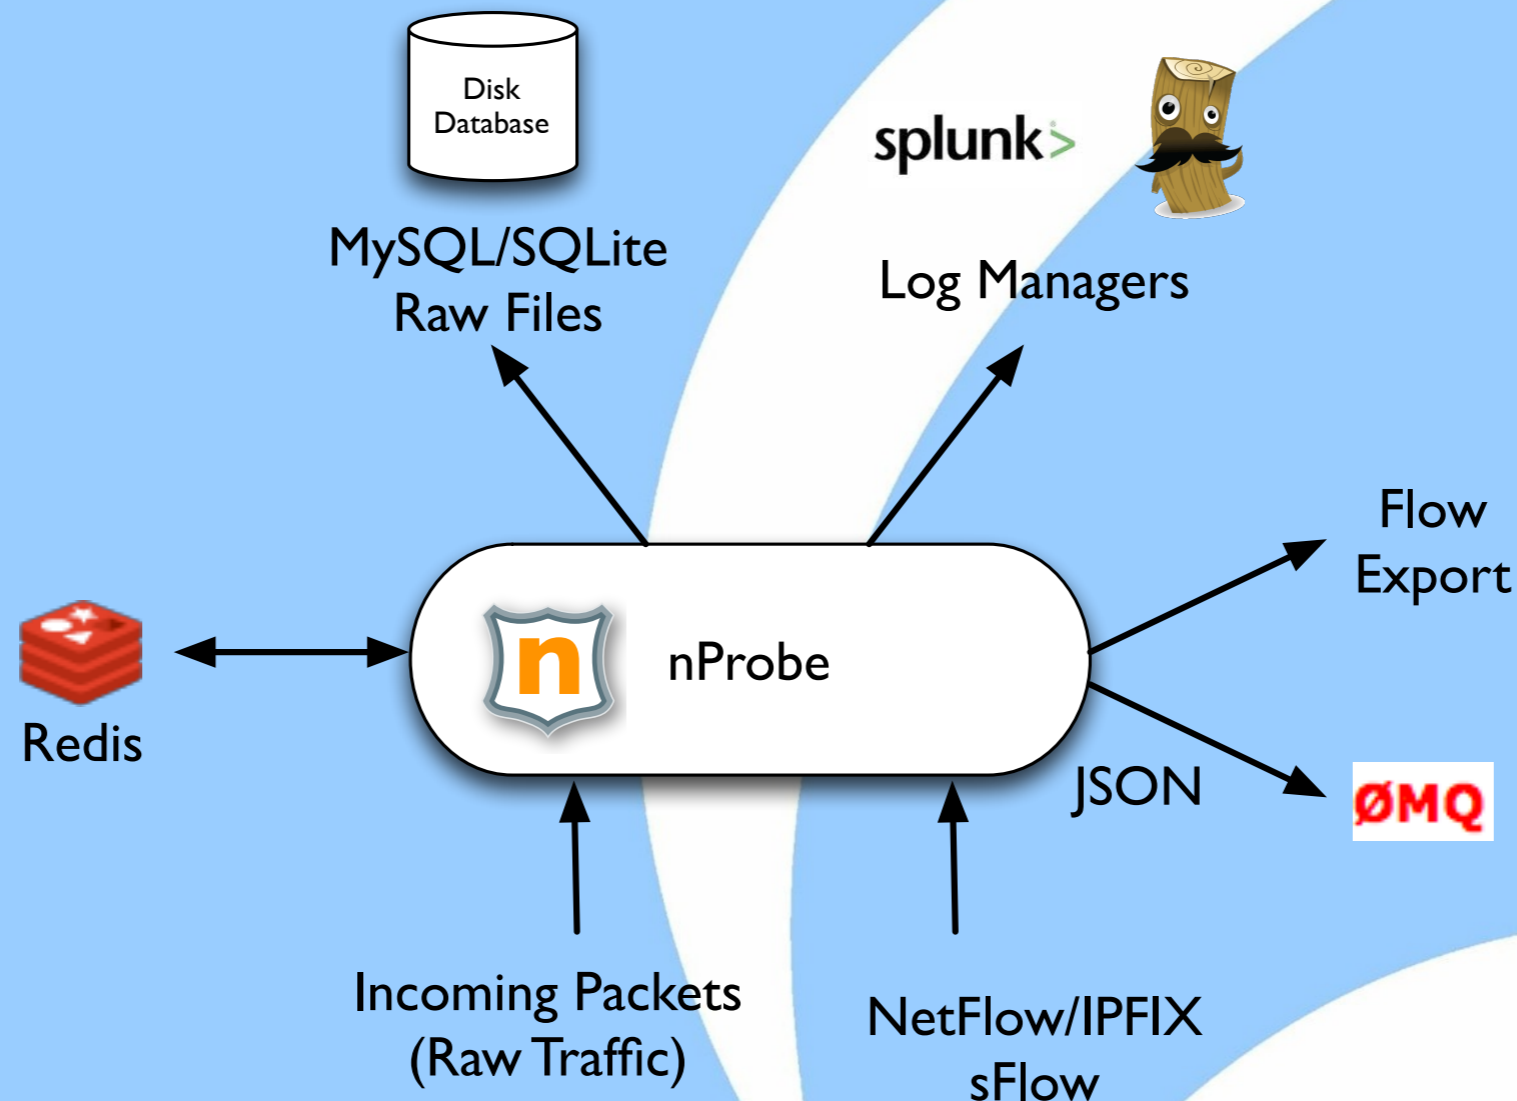 Disk
Database
MySQL/SQLite
Raw Files
splunk>
Log Managers
Flow
Export
n
nProbe
Redis
JSON
ØMQ
Incoming Packets
(Raw Traffic)
NetFlow/IPFIX
sFlow